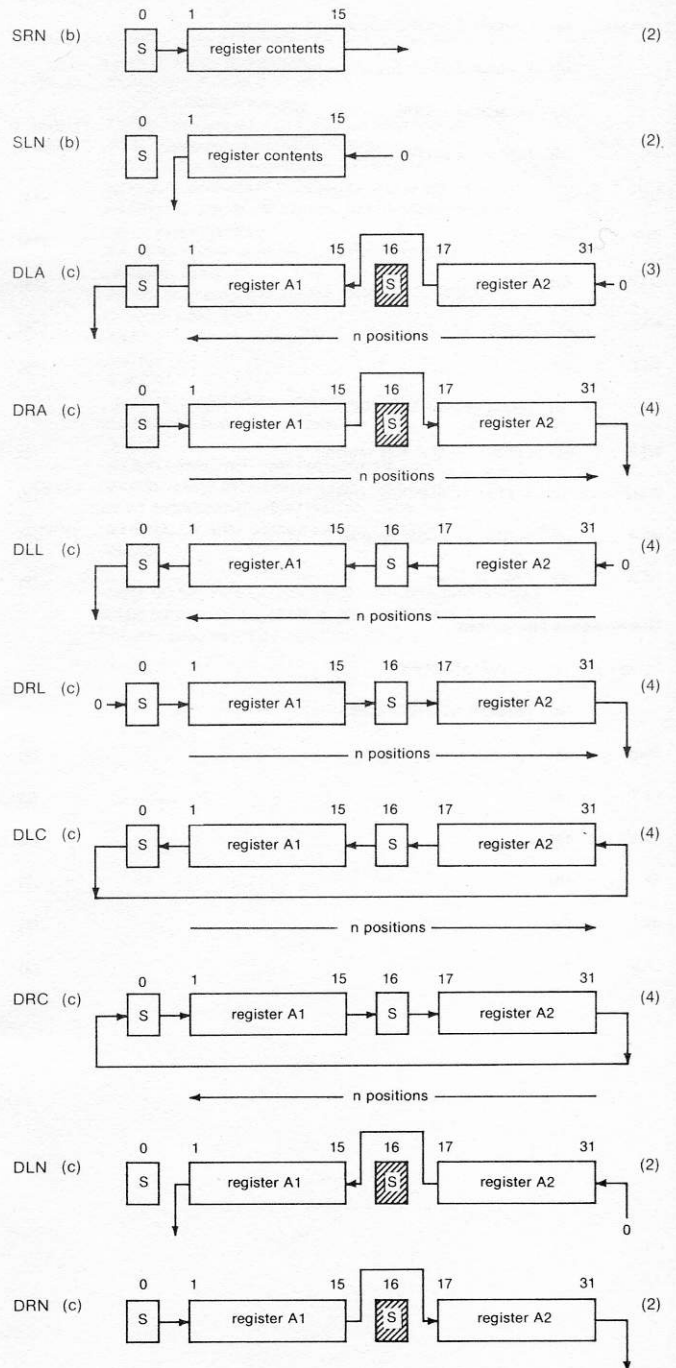 0 1 15
SRN (b) S register contents (2)
0 1 15
SLN (b) S register contents 0 (2)
0 1 15 16 17 31
DLA (c) S register A1 S register A2 0 (3)
n positions
0 1 15 16 17 31
DRA (c) S register A1 S register A2 (4)
n positions
0 1 15 16 17 31
DLL (c) S register A1 S register A2 0 (4)
n positions
0 1 15 16 17 31
DRL (c) 0 S register A1 S register A2 (4)
n positions
0 1 15 16 17 31
DLC (c) S register A1 S register A2 (4)
n positions
0 1 15 16 17 31
DRC (c) S register A1 S register A2 (4)
n positions
0 1 15 16 17 31
DLN (c) S register A1 S register A2 (2)
0
0 1 15 16 17 31
DRN (c) S register A1 S register A2 (2)